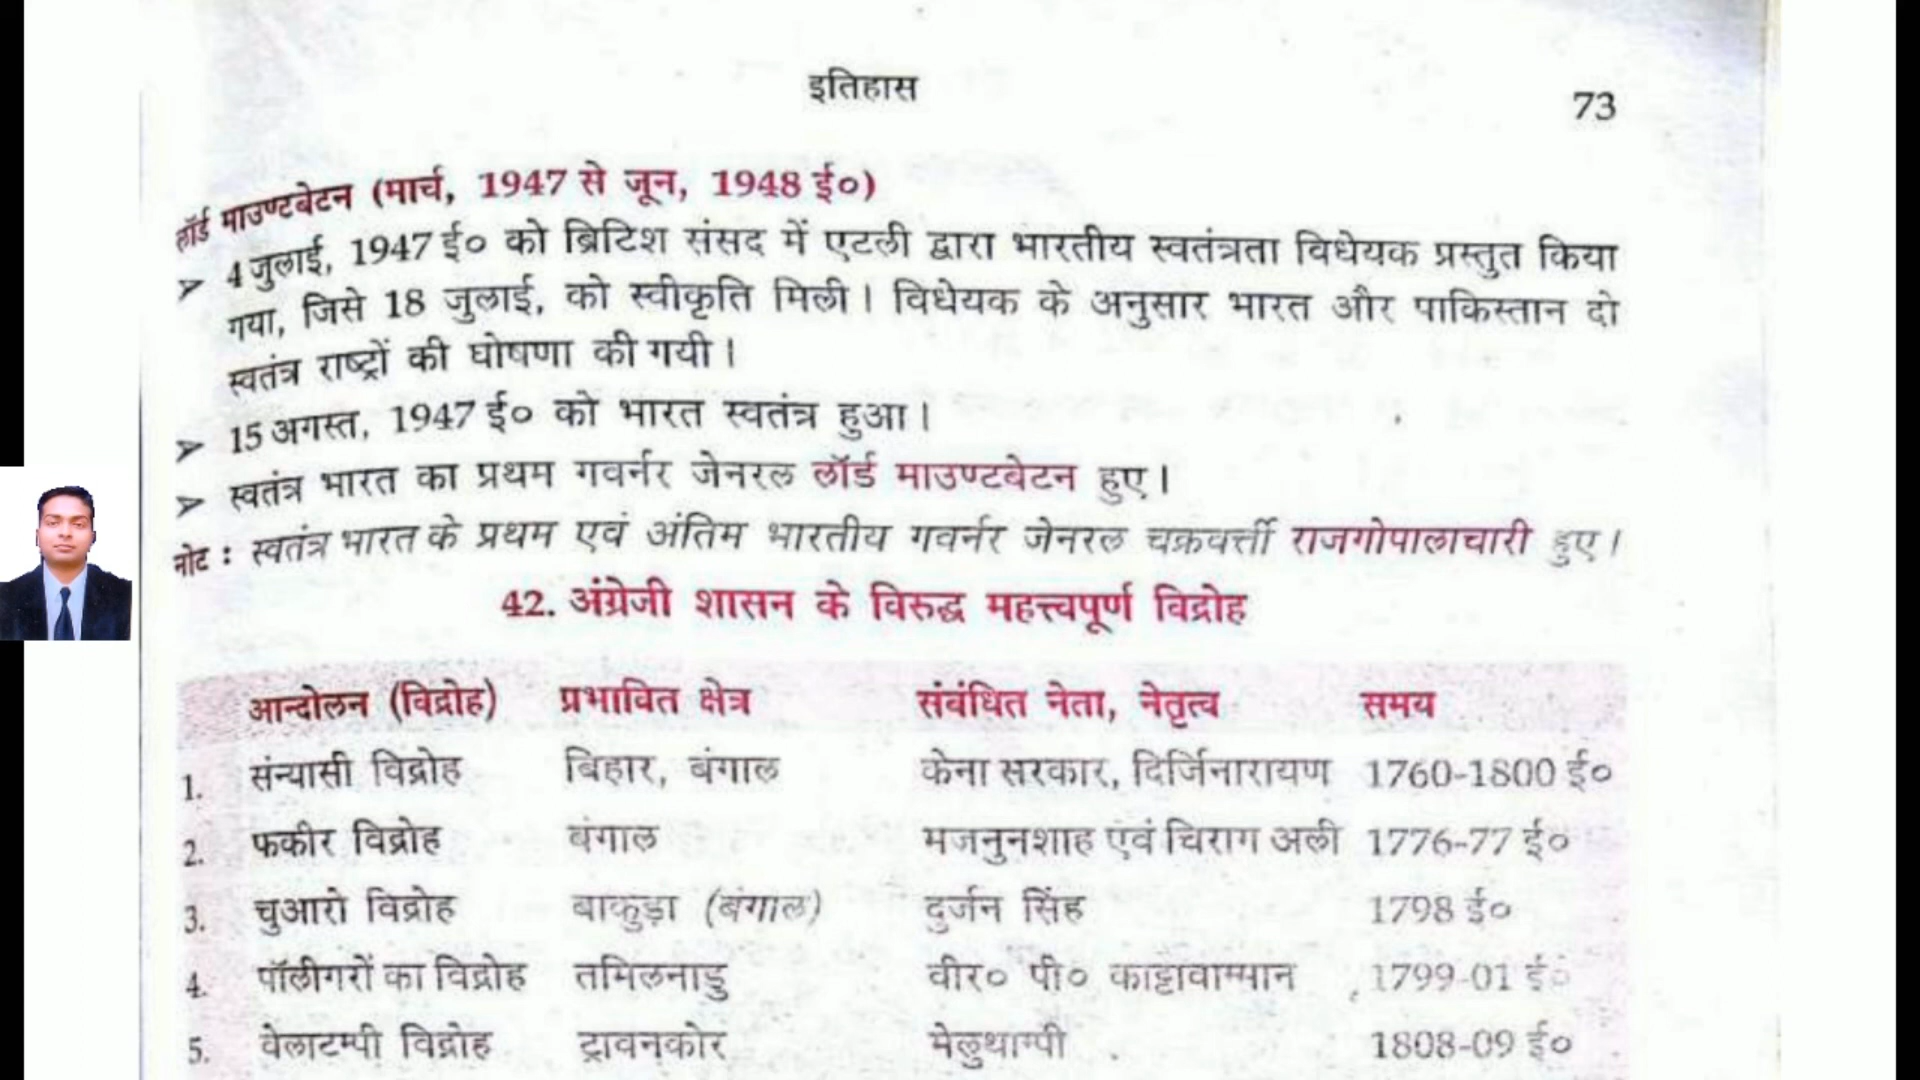 इतिहास
73
लॉर्ड माउण्टबेटन (मार्च, 1947 से जून, 1948 ई०)
➤ 4 जुलाई, 1947 ई० को ब्रिटिश संसद में एटली द्वारा भारतीय स्वतंत्रता विधेयक प्रस्तुत किया
गया, जिसे 18 जुलाई, को स्वीकृति मिली। विधेयक के अनुसार भारत और पाकिस्तान दो
स्वतंत्र राष्ट्रों की घोषणा की गयी।
➤ 15 अगस्त, 1947 ई० को भारत स्वतंत्र हुआ।
➤ स्वतंत्र भारत का प्रथम गवर्नर जेनरल लॉर्ड माउण्टबेटन हुए।
नोट : स्वतंत्र भारत के प्रथम एवं अंतिम भारतीय गवर्नर जेनरल चक्रवर्त्ती राजगोपालाचारी हुए।
42. अंग्रेजी शासन के विरुद्ध महत्त्वपूर्ण विद्रोह
आन्दोलन (विद्रोह) प्रभावित क्षेत्र संबंधित नेता, नेतृत्व समय
1. संन्यासी विद्रोह बिहार, बंगाल केना सरकार, दिर्जिनारायण 1760-1800 ई०
2. फकीर विद्रोह बंगाल मजनुनशाह एवं चिराग अली 1776-77 ई०
3. चुआरो विद्रोह बाकुड़ा (बंगाल) दुर्जन सिंह 1798 ई०
4. पॉलीगरों का विद्रोह तमिलनाडु वीर० पी० काट्टावाम्मान 1799-01 ई०
5. वेलाटम्पी विद्रोह ट्रावनकोर मेलुथाम्पी 1808-09 ई०